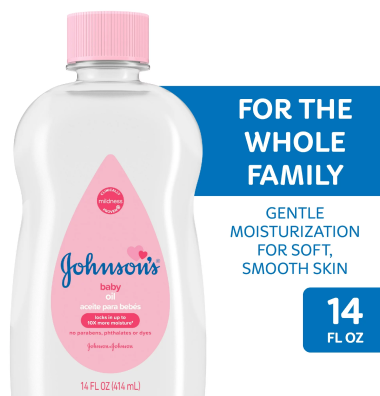 FOR THE
WHOLE
FAMILY
GENTLE
MOISTURIZATION
FOR SOFT,
SMOOTH SKIN
14
FL OZ
CLINICALLY
mildness
PROVEN
Johnson's®
baby
oil
aceite para bebés
locks in up to
10X more moisture*
no parabens, phthalates or dyes
Johnson & Johnson
14 FL OZ (414 mL)